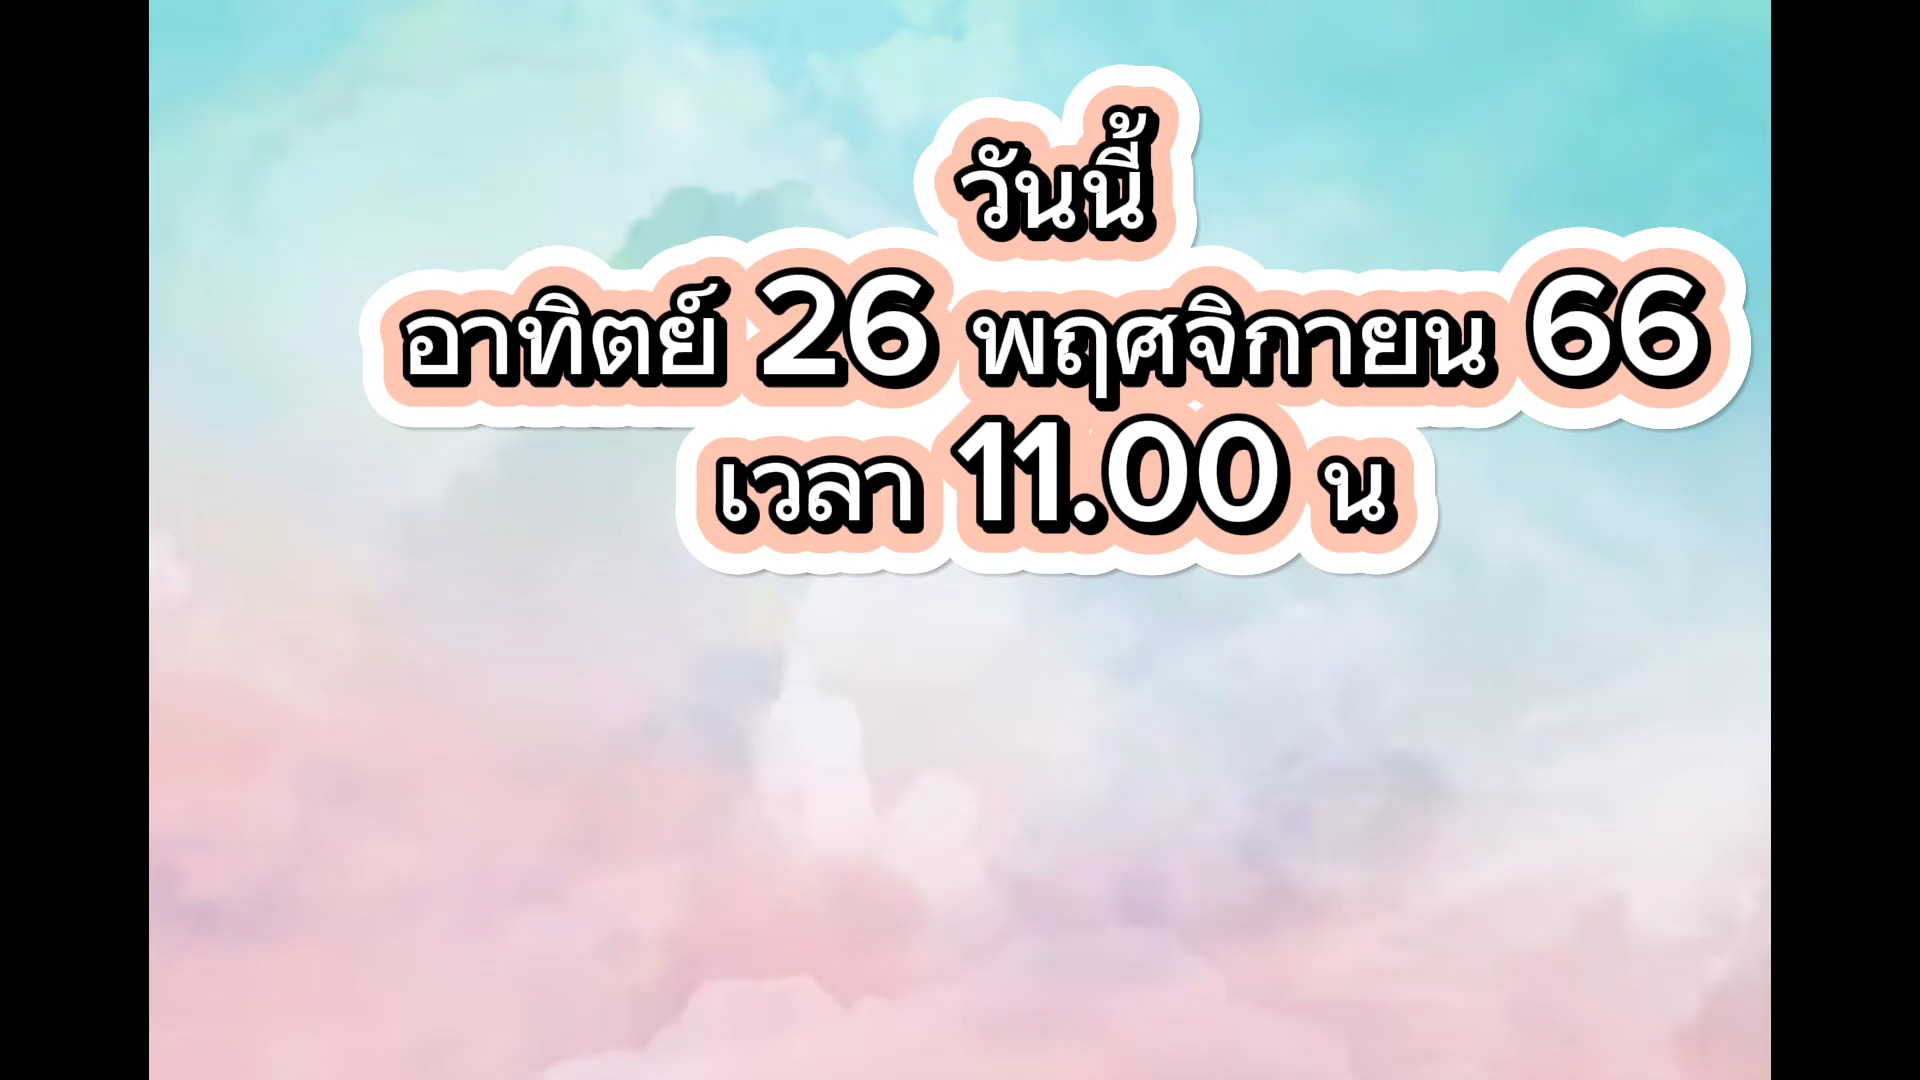 วันนี้
อาทิตย์ 26 พฤศจิกายน 66
เวลา 11.00 น